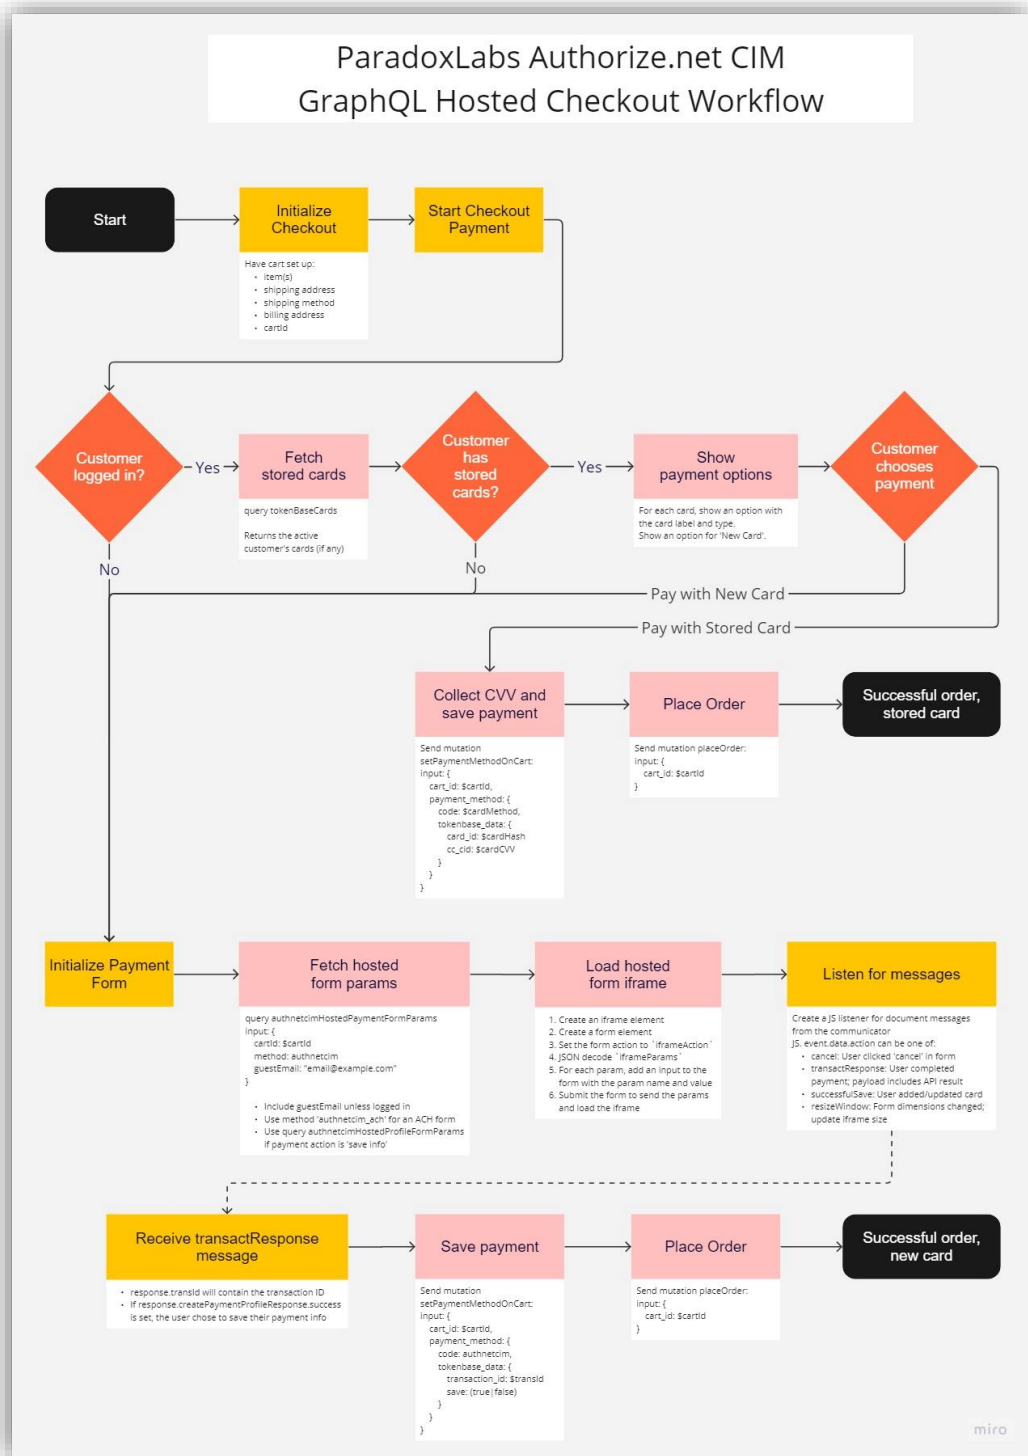 ParadoxLabs Authorize.net CIM
GraphQL Hosted Checkout Workflow
Start
Initialize
Checkout
Have cart set up:
• item(s)
• shipping address
• shipping method
• billing address
• cartId
Start Checkout
Payment
Customer
logged in?
Yes
No
Fetch
stored cards
query tokenBaseCards
Returns the active
customer's cards (if any)
Customer
has
stored
cards?
Yes
No
Show
payment options
For each card, show an option with
the card label and type.
Show an option for 'New Card'.
Customer
chooses
payment
Pay with New Card
Pay with Stored Card
Collect CVV and
save payment
Send mutation
setPaymentMethodOnCart:
input: {
cart_id: $cartId,
payment_method: {
code: $cardMethod,
tokenbase_data: {
card_id: $cardHash
cc_cid: $cardCVV
}
}
}
Place Order
Send mutation placeOrder:
input: {
cart_id: $cartId
}
Successful order,
stored card
Initialize Payment
Form
Fetch hosted
form params
query authnetcimHostedPaymentFormParams
input: {
cartId: $cartId
method: authnetcim
guestEmail: "email@example.com"
}
• Include guestEmail unless logged in
• Use method 'authnetcim_ach' for an ACH form
• Use query authnetcimHostedProfileFormParams
if payment action is 'save info'
Load hosted
form iframe
1. Create an iframe element
2. Create a form element
3. Set the form action to `iframeAction`
4. JSON decode `iframeParams`
5. For each param, add an input to the
form with the param name and value
6. Submit the form to send the params
and load the iframe
Listen for messages
Create a JS listener for document messages
from the communicator
JS. event.data.action can be one of:
• cancel: User clicked 'cancel' in form
• transactResponse: User completed
payment; payload includes API result
• successfulSave: User added/updated card
• resizeWindow: Form dimensions changed;
update iframe size
Receive transactResponse
message
• response.transId will contain the transaction ID
• If response.createPaymentProfileResponse.success
is set, the user chose to save their payment info
Save payment
Send mutation
setPaymentMethodOnCart:
input: {
cart_id: $cartId,
payment_method: {
code: authnetcim,
tokenbase_data: {
transaction_id: $transId
save: (true|false)
}
}
}
Place Order
Send mutation placeOrder:
input: {
cart_id: $cartId
}
Successful order,
new card
miro